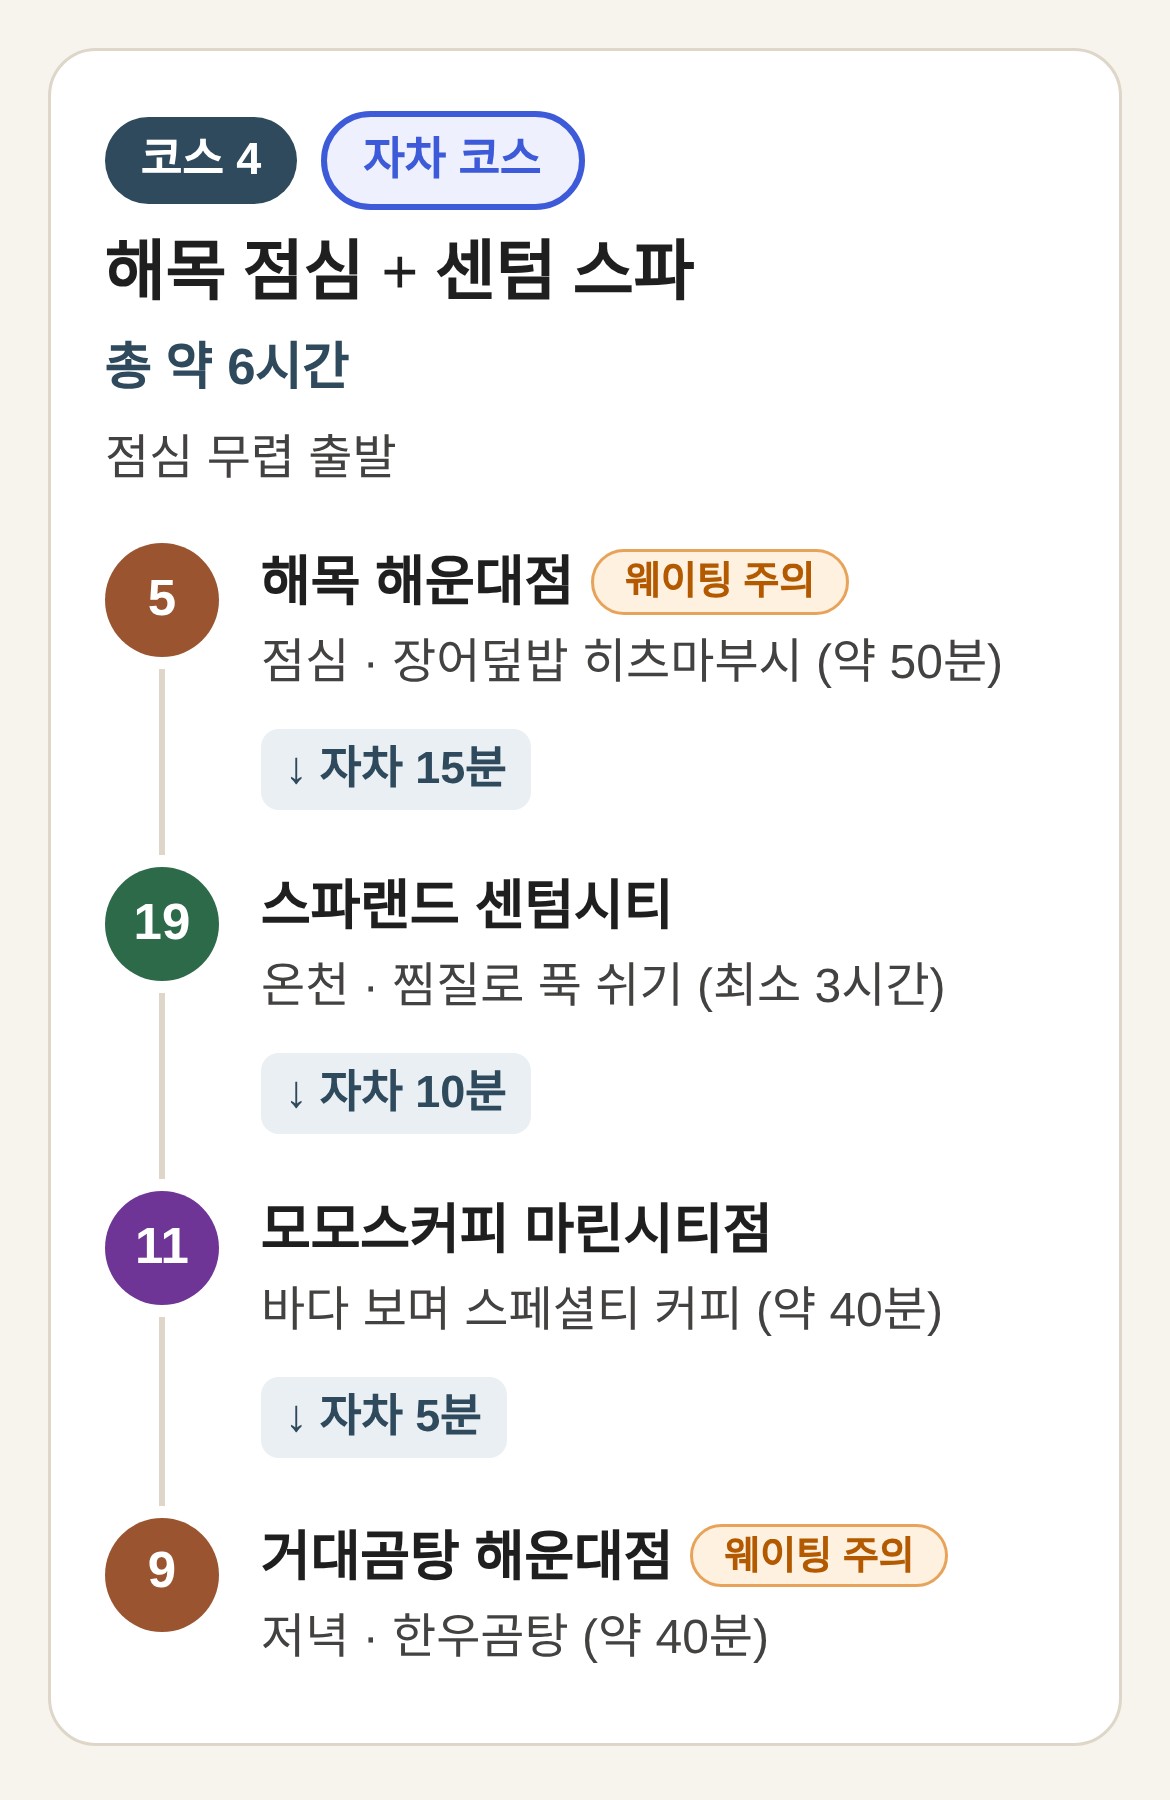 코스 4 자차 코스
해목 점심 + 센텀 스파
총 약 6시간
점심 무렵 출발
5 해목 해운대점 웨이팅 주의
점심 · 장어덮밥 히츠마부시 (약 50분)
↓ 자차 15분
19 스파랜드 센텀시티
온천 · 찜질로 푹 쉬기 (최소 3시간)
↓ 자차 10분
11 모모스커피 마린시티점
바다 보며 스페셜티 커피 (약 40분)
↓ 자차 5분
9 거대곰탕 해운대점 웨이팅 주의
저녁 · 한우곰탕 (약 40분)